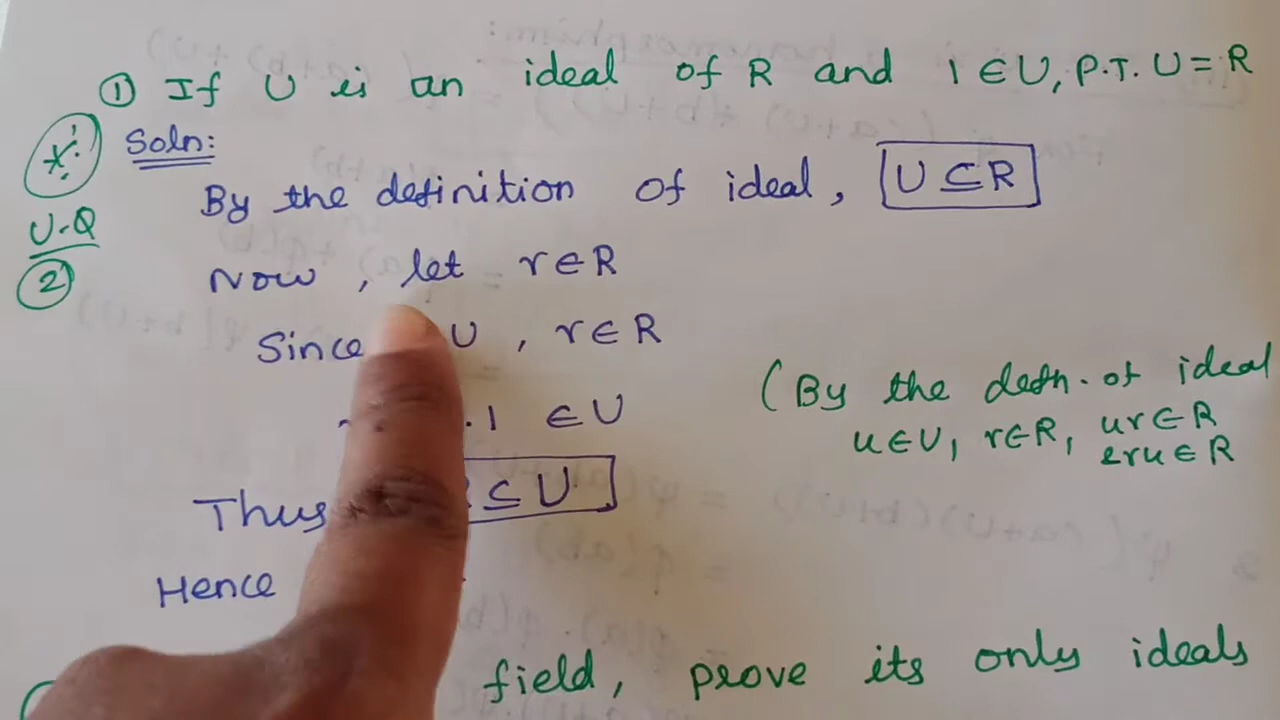 ① If U is an ideal of R and 1 ∈ U, P.T. U = R
Soln:
By the definition of ideal, U ⊆ R
U.Q
②
Now, let r ∈ R
Since U, r ∈ R
.1 ∈ U
(By the defn. of ideal
u ∈ U, r ∈ R, ur ∈ R
& ru ∈ R
Thus ⊆ U
Hence
field, prove its only ideals